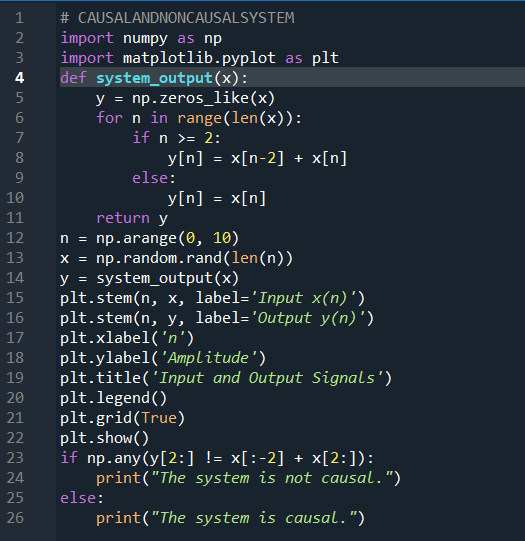 1 # CAUSALANDNONCAUSALSYSTEM
2 import numpy as np
3 import matplotlib.pyplot as plt
4 def system_output(x):
5     y = np.zeros_like(x)
6     for n in range(len(x)):
7         if n >= 2:
8             y[n] = x[n-2] + x[n]
9         else:
10             y[n] = x[n]
11     return y
12 n = np.arange(0, 10)
13 x = np.random.rand(len(n))
14 y = system_output(x)
15 plt.stem(n, x, label='Input x(n)')
16 plt.stem(n, y, label='Output y(n)')
17 plt.xlabel('n')
18 plt.ylabel('Amplitude')
19 plt.title('Input and Output Signals')
20 plt.legend()
21 plt.grid(True)
22 plt.show()
23 if np.any(y[2:] != x[:-2] + x[2:]):
24     print("The system is not causal.")
25 else:
26     print("The system is causal.")